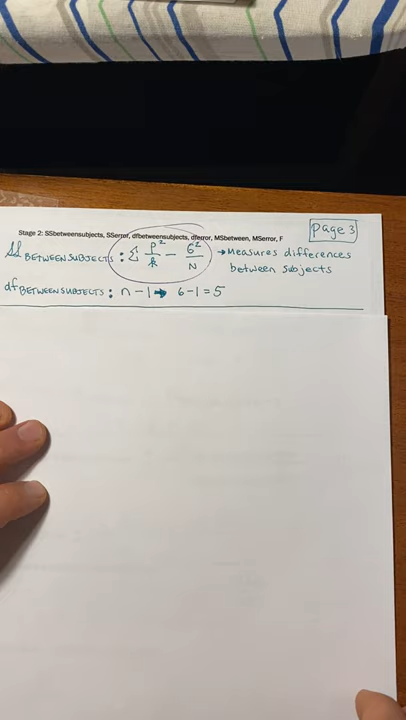 Page 3
Stage 2: SSbetweensubjects, SSerror, dfbetweensubjects, dferror, MSbetween, MSerror, F
SS BETWEEN SUBJECTS : Σ P²/k − G²/N → Measures differences
between subjects
df BETWEEN SUBJECTS : n − 1 → 6 − 1 = 5